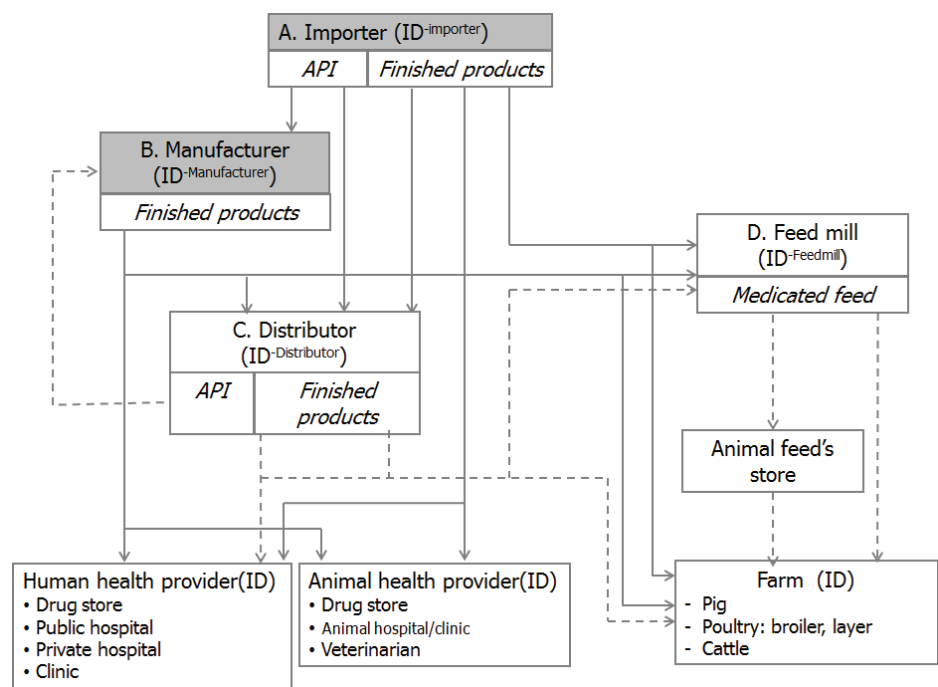 A. Importer (ID-importer)
API
Finished products
B. Manufacturer
(ID-Manufacturer)
Finished products
D. Feed mill
(ID-Feedmill)
Medicated feed
C. Distributor
(ID-Distributor)
API
Finished
products
Animal feed's
store
Human health provider(ID)
• Drug store
• Public hospital
• Private hospital
• Clinic
Animal health provider(ID)
• Drug store
• Animal hospital/clinic
• Veterinarian
Farm (ID)
- Pig
- Poultry: broiler, layer
- Cattle